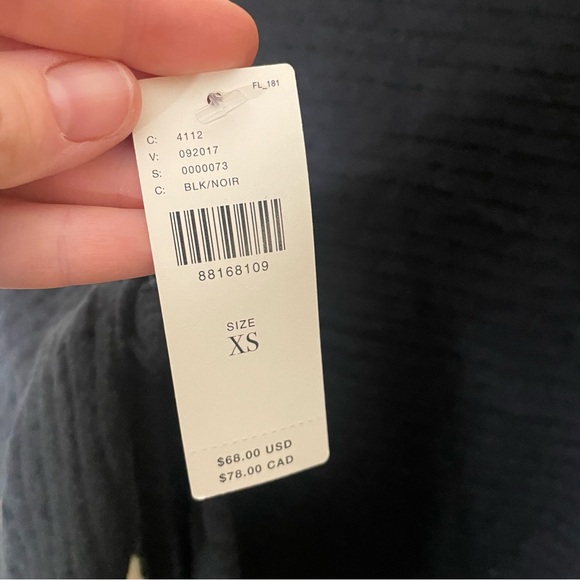 FL_181
C: 4112
V: 092017
S: 0000073
C: BLK/NOIR
88168109
SIZE
XS
$68.00 USD
$78.00 CAD